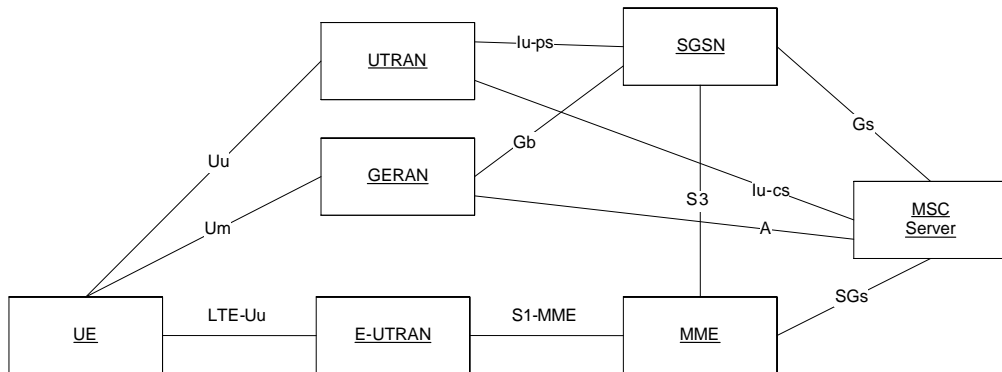 Iu-ps
UTRAN
SGSN
Gs
Gb
Uu
GERAN
Iu-cs
S3
MSC
Server
Um
A
SGs
LTE-Uu
S1-MME
UE
E-UTRAN
MME